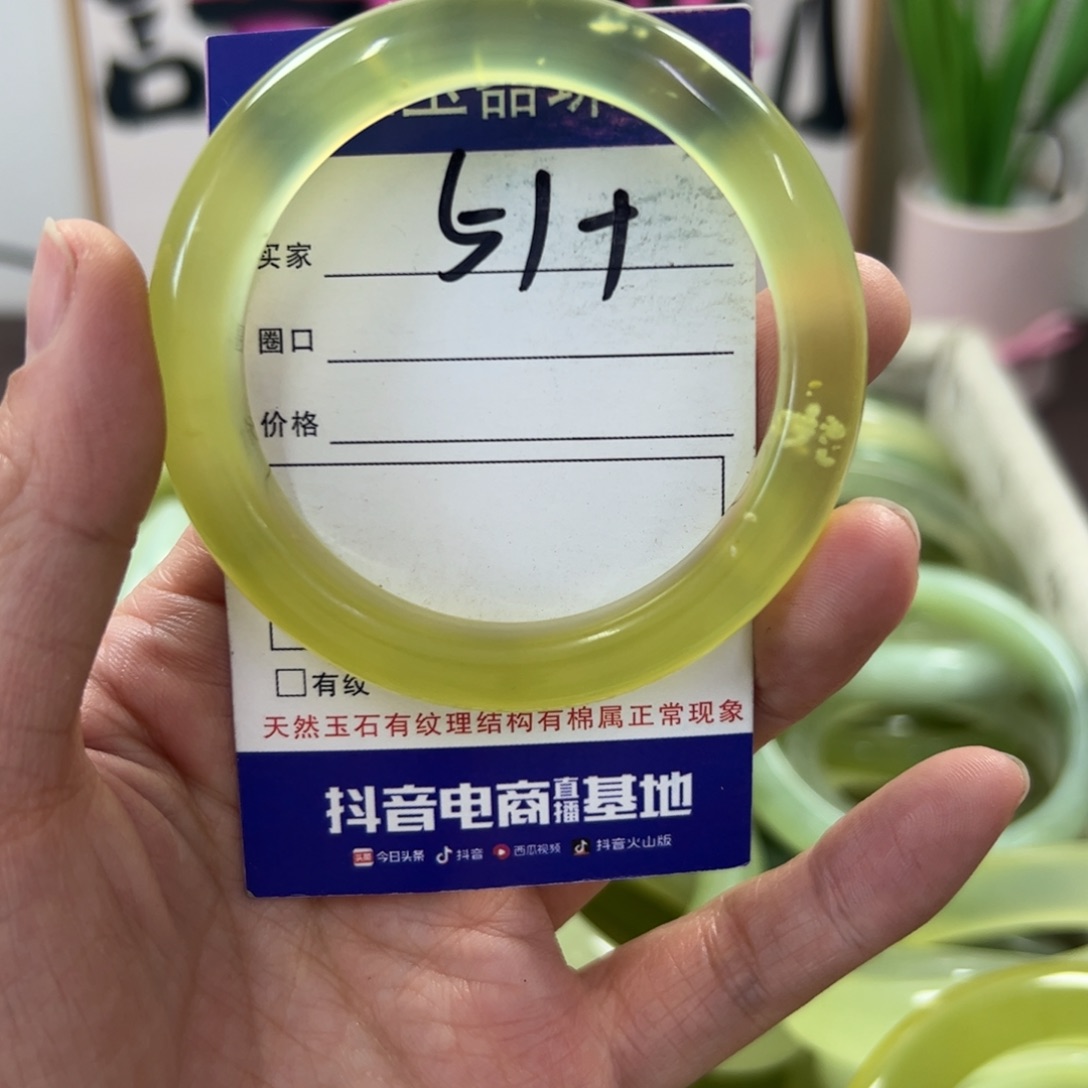 玉品
51+
买家
圈口
价格
有纹
天然玉石有纹理结构有棉属正常现象
抖音电商直播基地
今日头条 抖音 西瓜视频 抖音火山版